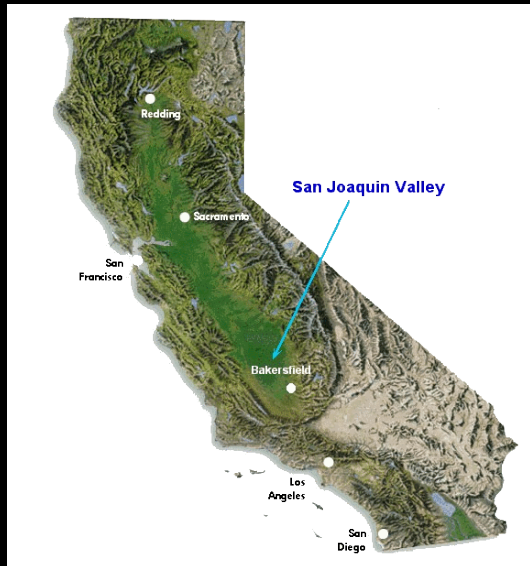 Redding
San Joaquin Valley
Sacramento
San
Francisco
Bakersfield
Los
Angeles
San
Diego